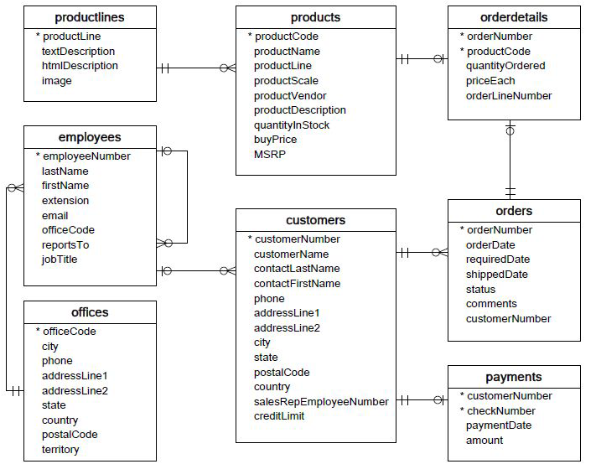 productlines
* productLine
textDescription
htmlDescription
image
products
* productCode
productName
productLine
productScale
productVendor
productDescription
quantityInStock
buyPrice
MSRP
orderdetails
* orderNumber
* productCode
quantityOrdered
priceEach
orderLineNumber
employees
* employeeNumber
lastName
firstName
extension
email
officeCode
reportsTo
jobTitle
customers
* customerNumber
customerName
contactLastName
contactFirstName
phone
addressLine1
addressLine2
city
state
postalCode
country
salesRepEmployeeNumber
creditLimit
orders
* orderNumber
orderDate
requiredDate
shippedDate
status
comments
customerNumber
offices
* officeCode
city
phone
addressLine1
addressLine2
state
country
postalCode
territory
payments
* customerNumber
* checkNumber
paymentDate
amount